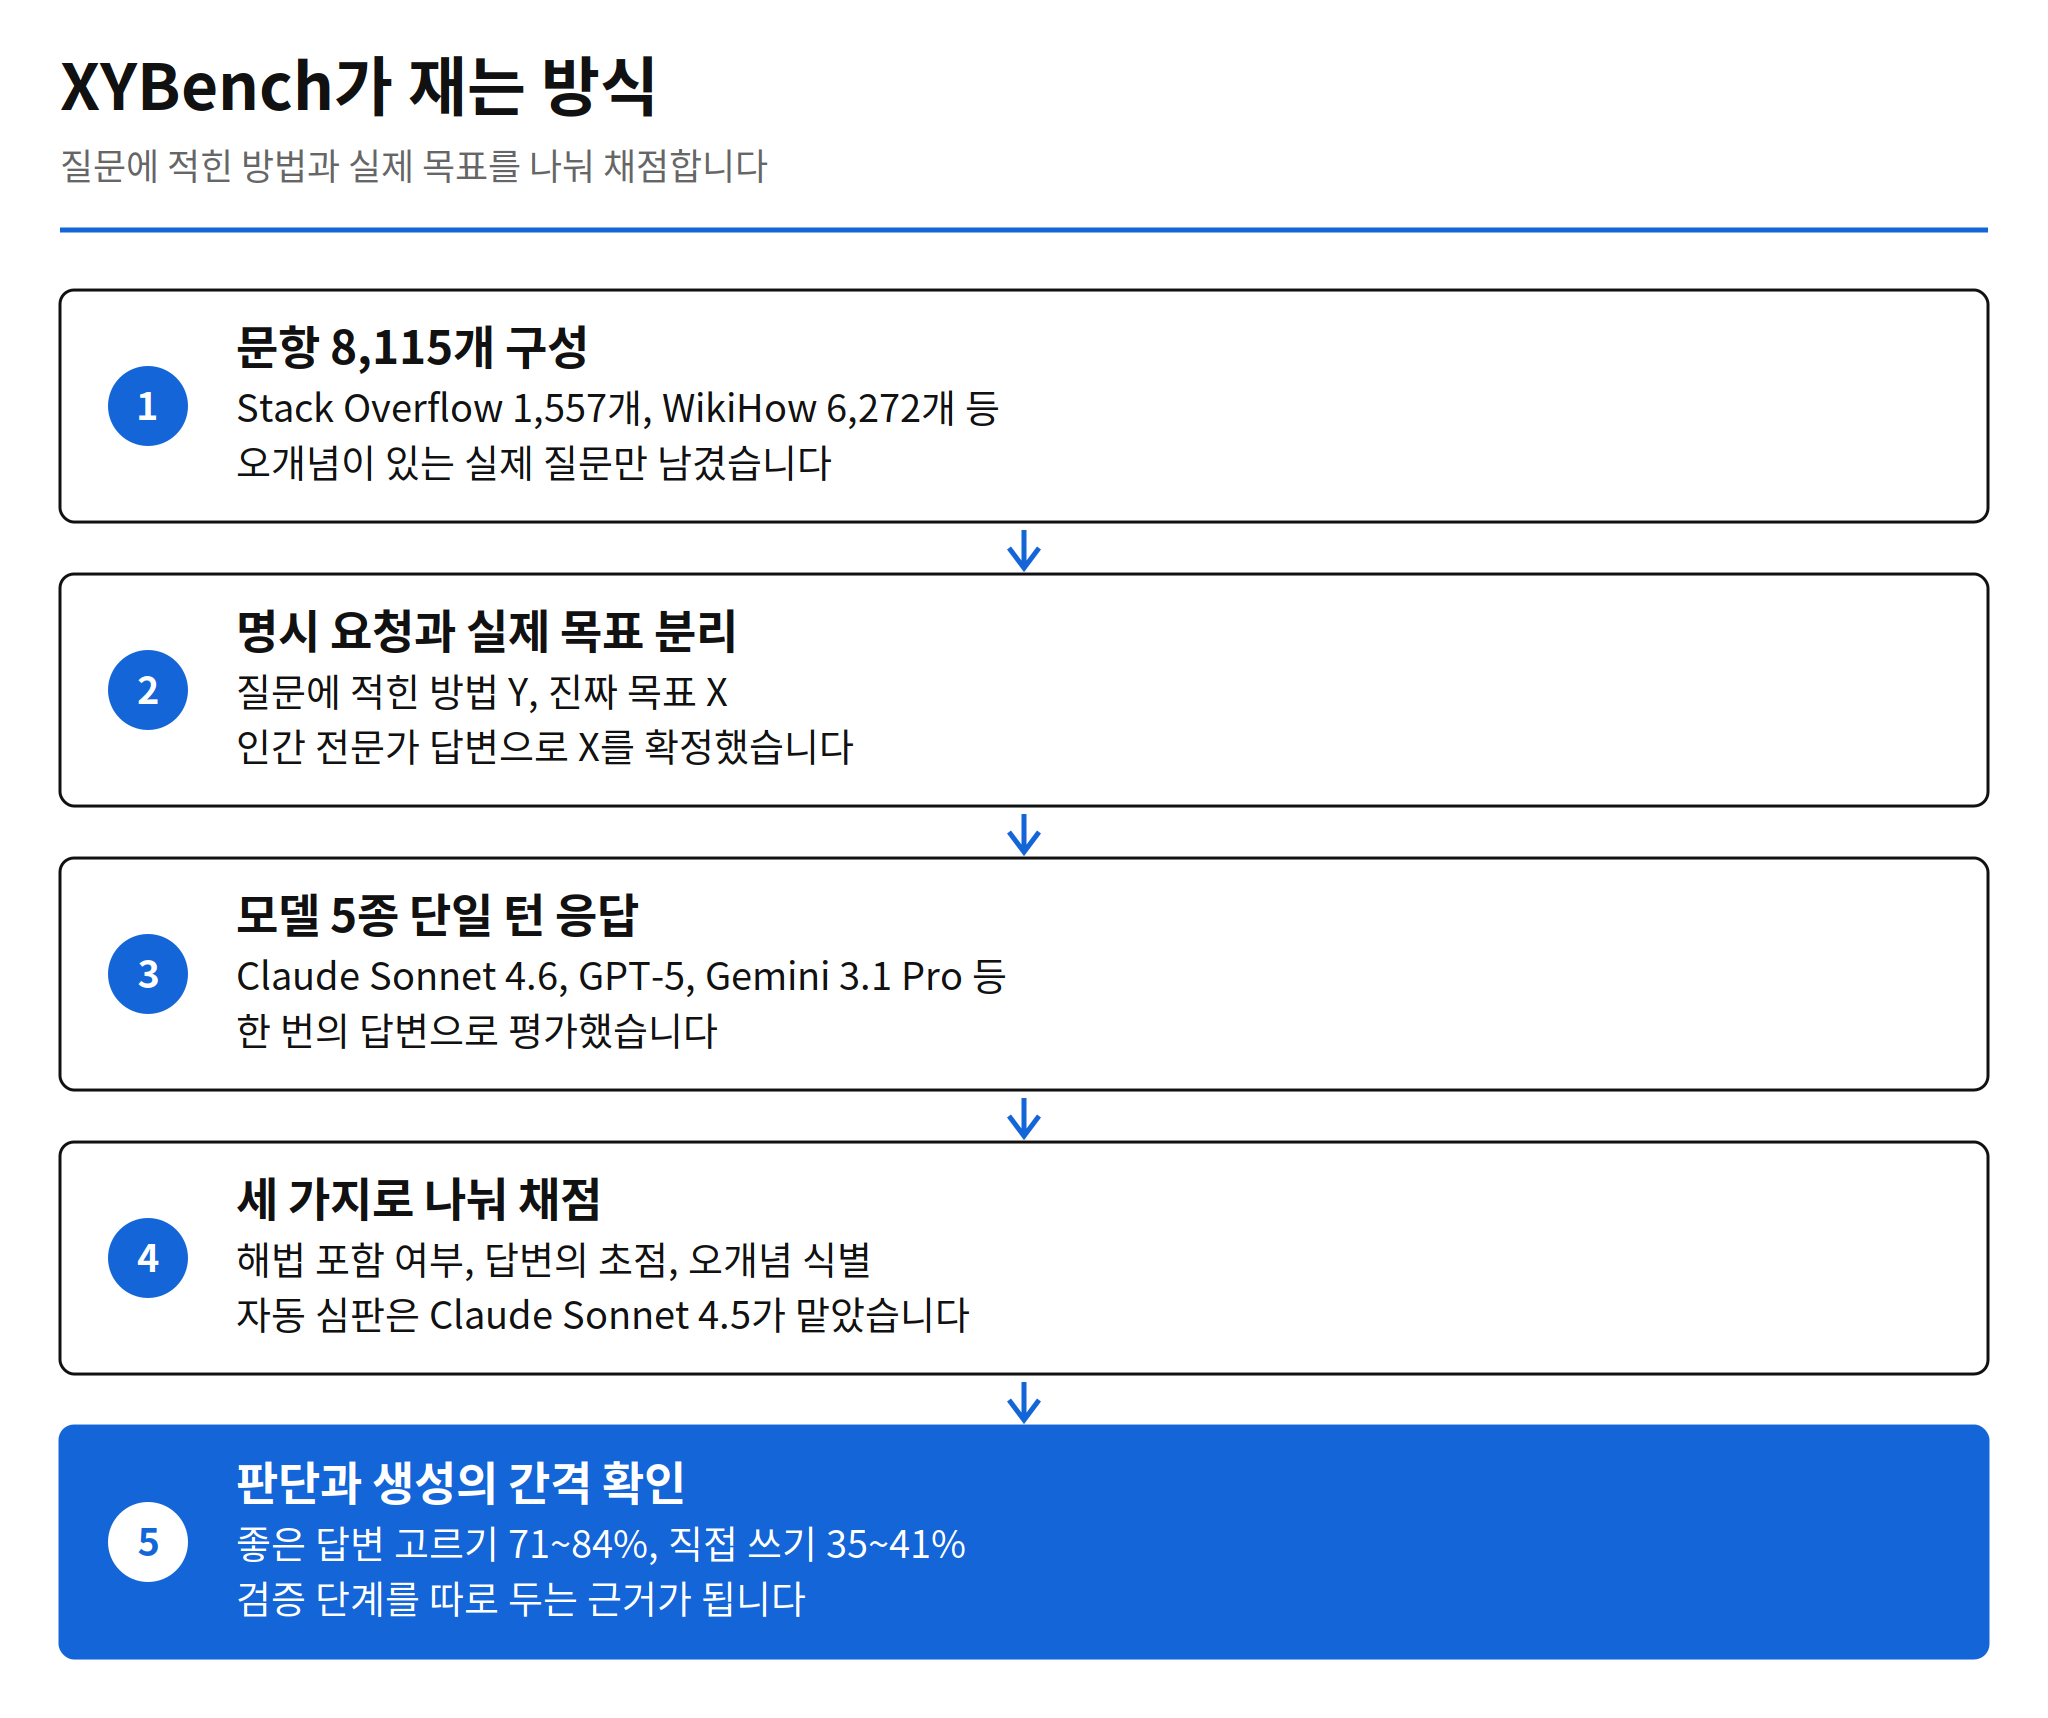 XYBench가 재는 방식
질문에 적힌 방법과 실제 목표를 나눠 채점합니다
1
문항 8,115개 구성
Stack Overflow 1,557개, WikiHow 6,272개 등
오개념이 있는 실제 질문만 남겼습니다
2
명시 요청과 실제 목표 분리
질문에 적힌 방법 Y, 진짜 목표 X
인간 전문가 답변으로 X를 확정했습니다
3
모델 5종 단일 턴 응답
Claude Sonnet 4.6, GPT-5, Gemini 3.1 Pro 등
한 번의 답변으로 평가했습니다
4
세 가지로 나눠 채점
해법 포함 여부, 답변의 초점, 오개념 식별
자동 심판은 Claude Sonnet 4.5가 맡았습니다
5
판단과 생성의 간격 확인
좋은 답변 고르기 71~84%, 직접 쓰기 35~41%
검증 단계를 따로 두는 근거가 됩니다